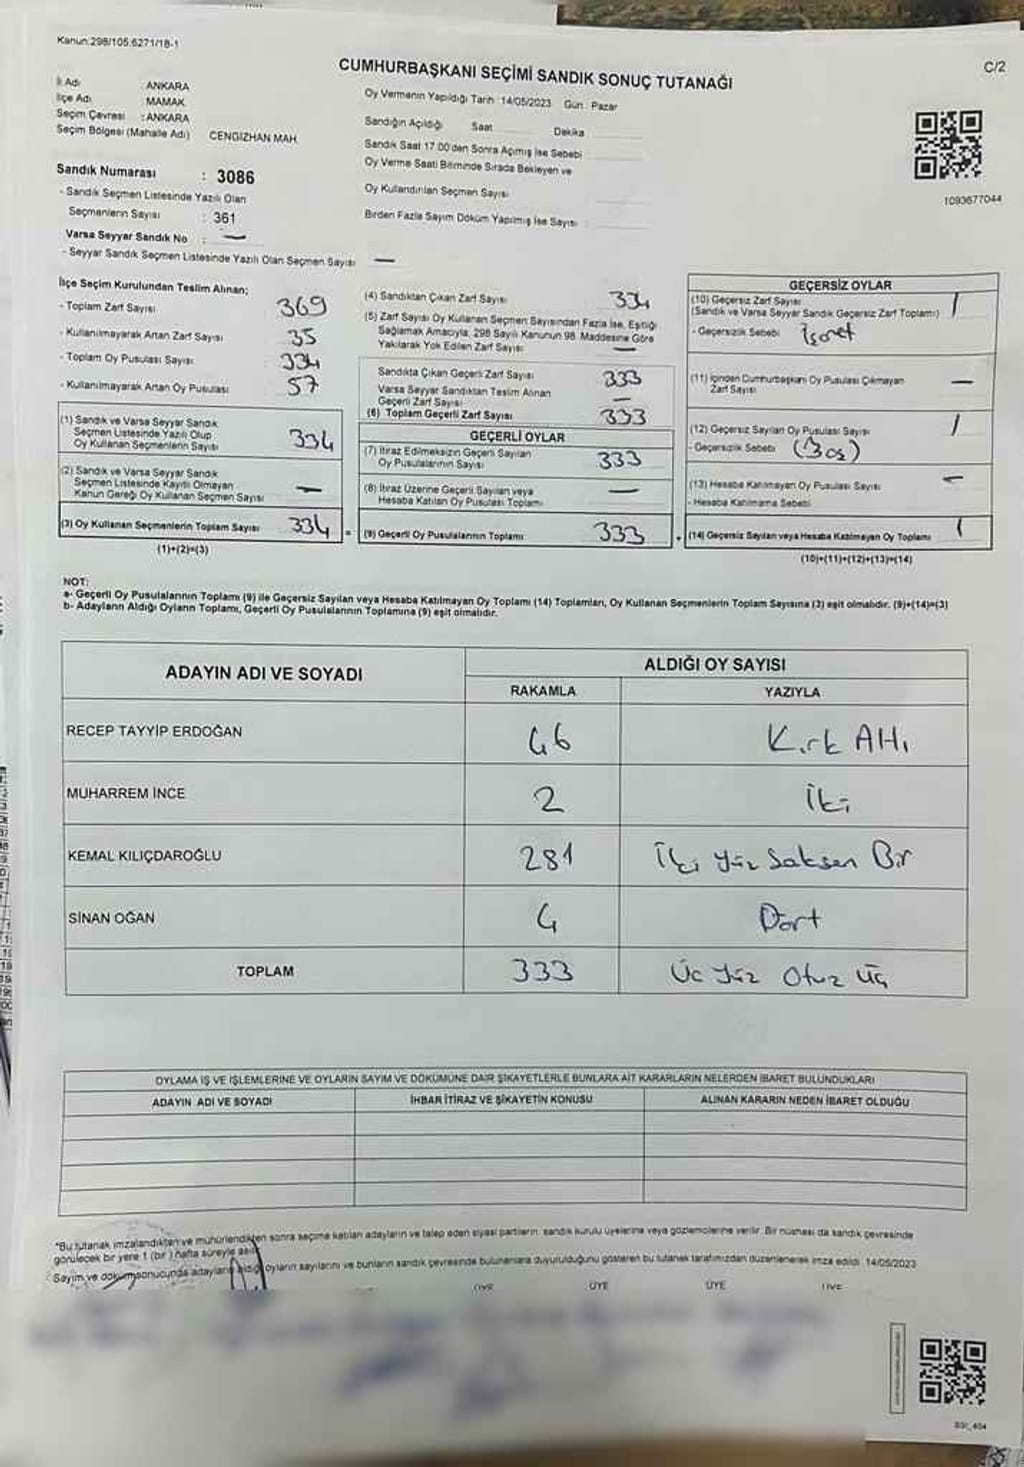 Kanun:298/105.6271/18-1
C/2
CUMHURBAŞKANI SEÇİMİ SANDIK SONUÇ TUTANAĞI
İl Adı : ANKARA
İlçe Adı : MAMAK
Seçim Çevresi : ANKARA
Seçim Bölgesi (Mahalle Adı) CENGİZHAN MAH.
Sandık Numarası : 3086
- Sandık Seçmen Listesinde Yazılı Olan
Seçmenlerin Sayısı : 361
Varsa Seyyar Sandık No : —
- Seyyar Sandık Seçmen Listesinde Yazılı Olan Seçmen Sayısı —
Oy Vermenin Yapıldığı Tarih : 14/05/2023 Gün : Pazar
Sandığın Açıldığı Saat Dakika
Sandık Saat 17.00'den Sonra Açımış İse Sebebi
Oy Verme Saati Bitiminde Sırada Bekleyen ve
Oy Kullandırılan Seçmen Sayısı
Birden Fazla Sayım Döküm Yapılmış İse Sayısı
1093677044
İlçe Seçim Kurulundan Teslim Alınan;
- Toplam Zarf Sayısı 369
- Kullanılmayarak Artan Zarf Sayısı 35
- Toplam Oy Pusulası Sayısı 334
- Kullanılmayarak Artan Oy Pusulası 57
(1) Sandık ve Varsa Seyyar Sandık
Seçmen Listesinde Yazılı Olup
Oy Kullanan Seçmenlerin Sayısı 334
(2) Sandık ve Varsa Seyyar Sandık
Seçmen Listesinde Kayıtlı Olmayan
Kanun Gereği Oy Kullanan Seçmen Sayısı —
(3) Oy Kullanan Seçmenlerin Toplam Sayısı 334 =
(1)+(2)=(3)
(4) Sandıktan Çıkan Zarf Sayısı 334
(5) Zarf Sayısı Oy Kullanan Seçmen Sayısından Fazla İse, Eşitliği
Sağlamak Amacıyla, 298 Sayılı Kanunun 98. Maddesine Göre
Yakılarak Yok Edilen Zarf Sayısı —
Sandıkta Çıkan Geçerli Zarf Sayısı 333
Varsa Seyyar Sandıktan Teslim Alınan
Geçerli Zarf Sayısı —
(6) Toplam Geçerli Zarf Sayısı 333
GEÇERLİ OYLAR
(7) İtiraz Edilmeksizin Geçerli Sayılan
Oy Pusulalarının Sayısı 333
(8) İtiraz Üzerine Geçerli Sayılan veya
Hesaba Katılan Oy Pusulası Toplamı —
(9) Geçerli Oy Pusulalarının Toplamı 333 +
GEÇERSİZ OYLAR
(10) Geçersiz Zarf Sayısı 1
(Sandık ve Varsa Seyyar Sandık Geçersiz Zarf Toplamı)
- Geçersizlik Sebebi İşaret
(11) İçinden Cumhurbaşkanı Oy Pusulası Çıkmayan
Zarf Sayısı —
(12) Geçersiz Sayılan Oy Pusulası Sayısı 1
- Geçersizlik Sebebi (Boş)
(13) Hesaba Katılmayan Oy Pusulası Sayısı —
- Hesaba Katılmama Sebebi
(14) Geçersiz Sayılan veya Hesaba Katılmayan Oy Toplamı 1
(10)+(11)+(12)+(13)=(14)
NOT:
a- Geçerli Oy Pusulalarının Toplamı (9) ile Geçersiz Sayılan veya Hesaba Katılmayan Oy Toplamı (14) Toplamları, Oy Kullanan Seçmenlerin Toplam Sayısına (3) eşit olmalıdır. (9)+(14)=(3)
b- Adayların Aldığı Oyların Toplamı, Geçerli Oy Pusulalarının Toplamına (9) eşit olmalıdır.
ADAYIN ADI VE SOYADI ALDIĞI OY SAYISI
RAKAMLA YAZIYLA
RECEP TAYYİP ERDOĞAN 46 Kırk Altı
MUHARREM İNCE 2 İki
KEMAL KILIÇDAROĞLU 281 İki Yüz Seksen Bir
SİNAN OĞAN 4 Dört
TOPLAM 333 Üç Yüz Otuz Üç
OYLAMA İŞ VE İŞLEMLERİNE VE OYLARIN SAYIM VE DÖKÜMÜNE DAİR ŞİKAYETLERLE BUNLARA AİT KARARLARIN NELERDEN İBARET BULUNDUKLARI
ADAYIN ADI VE SOYADI İHBAR İTİRAZ VE ŞİKAYETİN KONUSU ALINAN KARARIN NEDEN İBARET OLDUĞU
"Bu tutanak imzalandıktan ve mühürlendikten sonra seçime katılan adayların ve talep eden siyasi partilerin sandık kurulu üyelerine veya gözlemcilerine verilir. Bir nüshası da sandık çevresinde
görülecek bir yere 1 (bir) hafta süreyle asılır.
Sayım ve döküm sonucunda adayların aldığı oyların sayılarını ve bunların sandık çevresinde bulunanlara duyurulduğunu gösteren bu tutanak tarafımızdan düzenlenerek imza edildi. 14/05/2023
ÜYE ÜYE ÜYE ÜYE